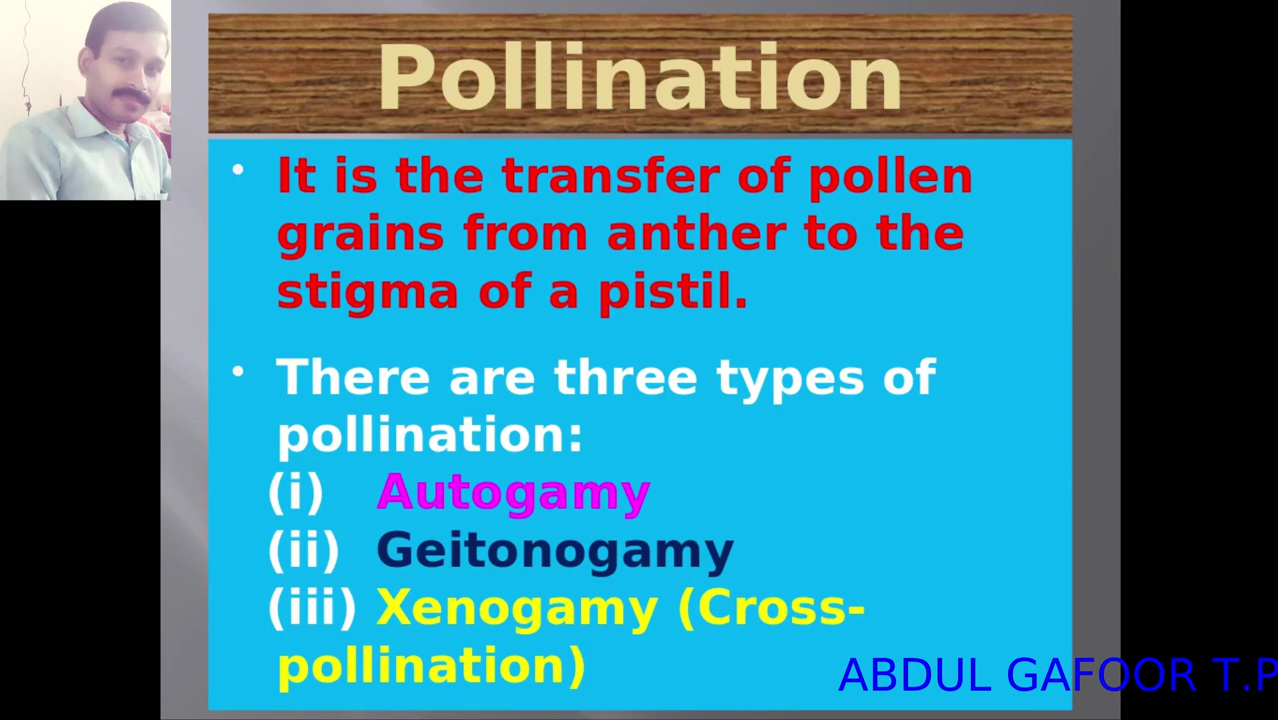 Pollination
• It is the transfer of pollen
grains from anther to the
stigma of a pistil.
• There are three types of
pollination:
(i) Autogamy
(ii) Geitonogamy
(iii) Xenogamy (Cross-
pollination)
ABDUL GAFOOR T.P